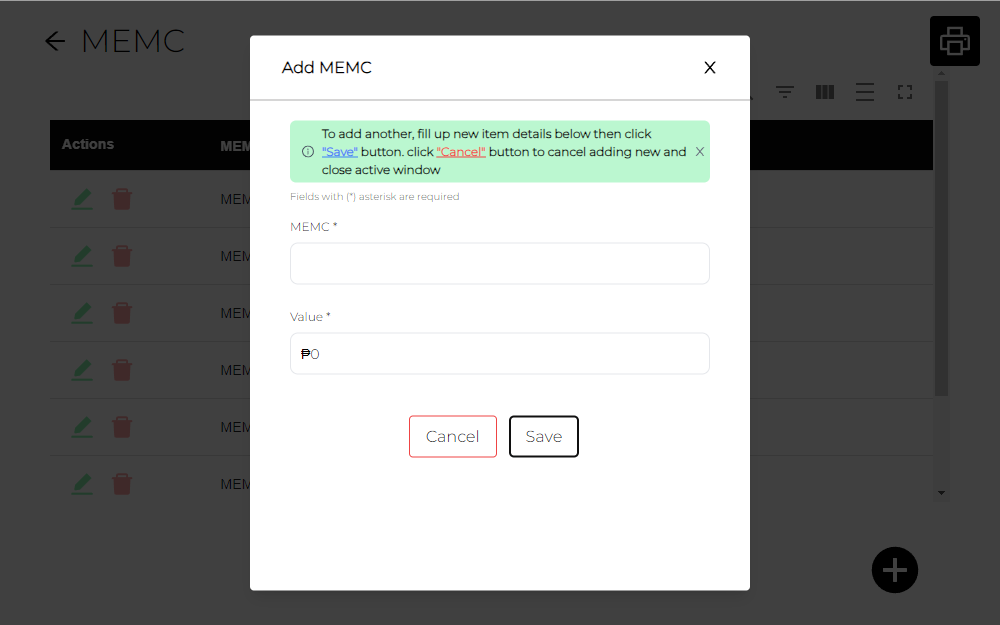 MEMC
Add MEMC
X
Actions
MEM
To add another, fill up new item details below then click
"Save" button. click "Cancel" button to cancel adding new and
close active window
Fields with (*) asterisk are required
MEMC *
Value *
₱0
Cancel
Save
MEM
MEM
MEM
MEM
MEM
MEM